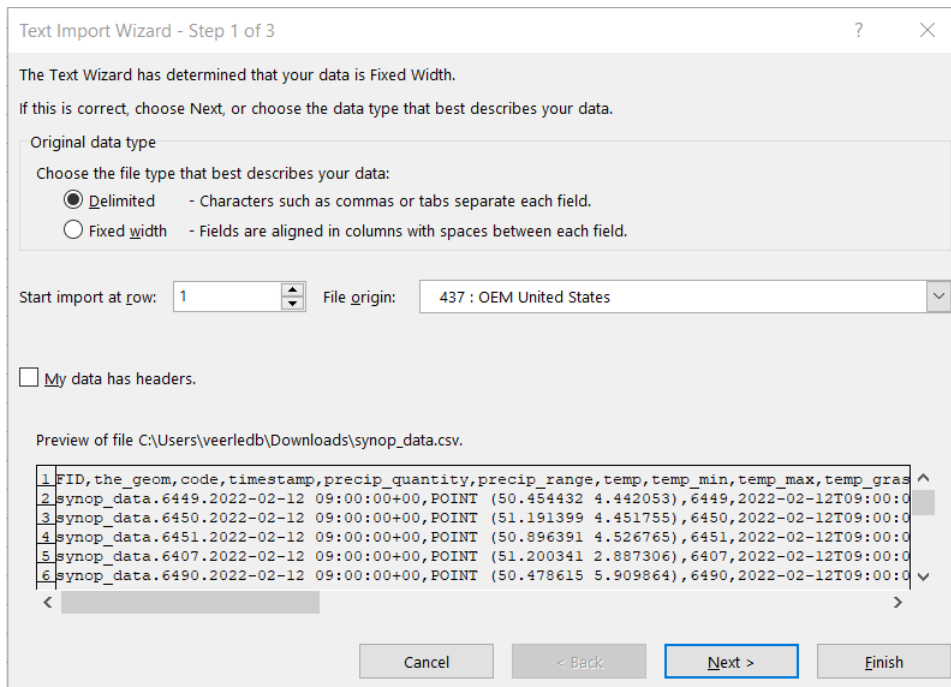 Text Import Wizard - Step 1 of 3 ?
The Text Wizard has determined that your data is Fixed Width.
If this is correct, choose Next, or choose the data type that best describes your data.
Original data type
Choose the file type that best describes your data:
Delimited - Characters such as commas or tabs separate each field.
Fixed width - Fields are aligned in columns with spaces between each field.
Start import at row: 1 File origin: 437 : OEM United States
My data has headers.
Preview of file C:\Users\veerledb\Downloads\synop_data.csv.
1 FID,the_geom,code,timestamp,precip_quantity,precip_range,temp,temp_min,temp_max,temp_gras
2 synop_data.6449.2022-02-12 09:00:00+00,POINT (50.454432 4.442053),6449,2022-02-12T09:00:0
3 synop_data.6450.2022-02-12 09:00:00+00,POINT (51.191399 4.451755),6450,2022-02-12T09:00:0
4 synop_data.6451.2022-02-12 09:00:00+00,POINT (50.896391 4.526765),6451,2022-02-12T09:00:0
5 synop_data.6407.2022-02-12 09:00:00+00,POINT (51.200341 2.887306),6407,2022-02-12T09:00:0
6 synop_data.6490.2022-02-12 09:00:00+00,POINT (50.478615 5.909864),6490,2022-02-12T09:00:0
Cancel < Back Next > Finish